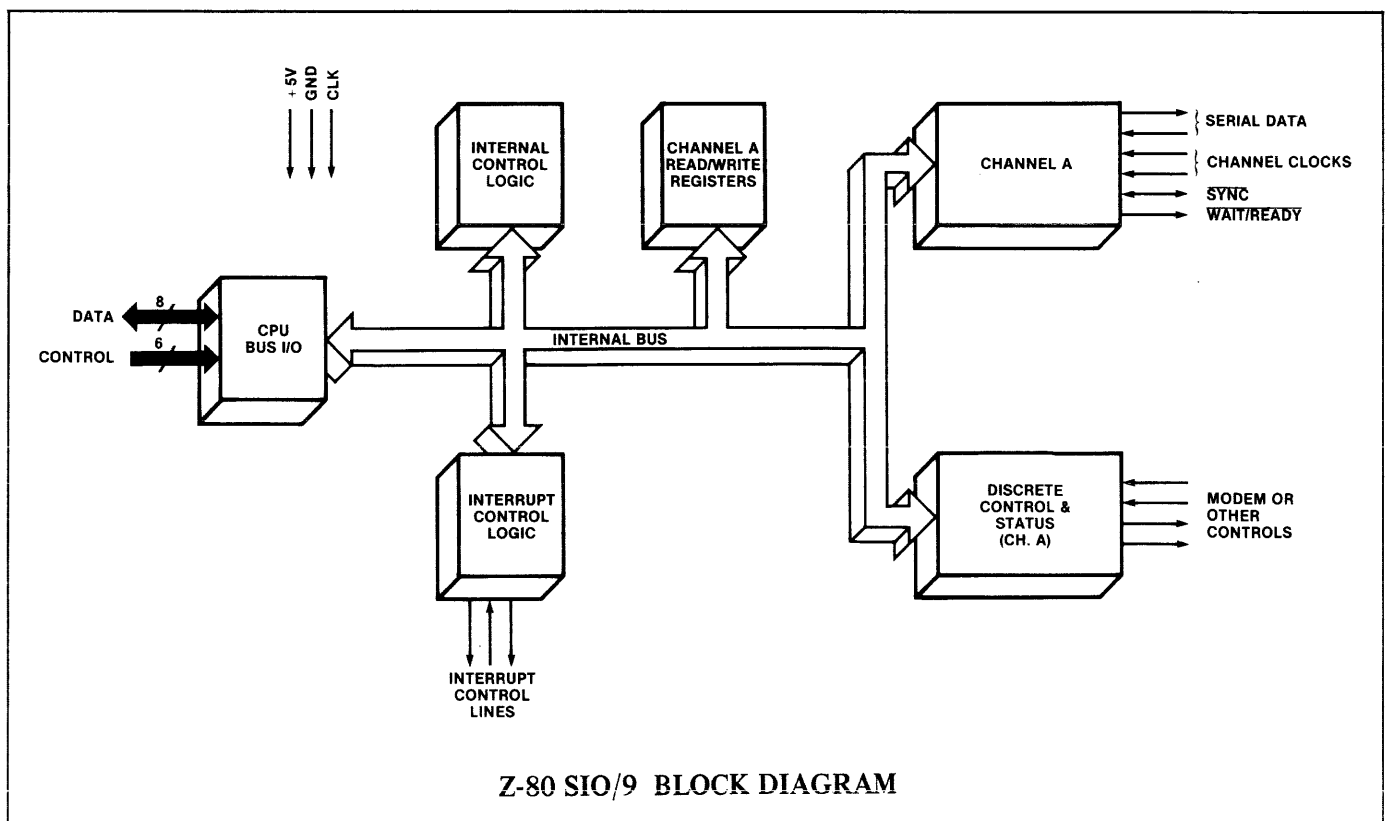 +5V
GND
CLK
INTERNAL
CONTROL
LOGIC
CHANNEL A
READ/WRITE
REGISTERS
CHANNEL A
SERIAL DATA
CHANNEL CLOCKS
SYNC
WAIT/READY
DATA
8
CONTROL
6
CPU
BUS I/O
INTERNAL BUS
INTERRUPT
CONTROL
LOGIC
DISCRETE
CONTROL &
STATUS
(CH. A)
MODEM OR
OTHER
CONTROLS
INTERRUPT
CONTROL
LINES
Z-80 SIO/9 BLOCK DIAGRAM